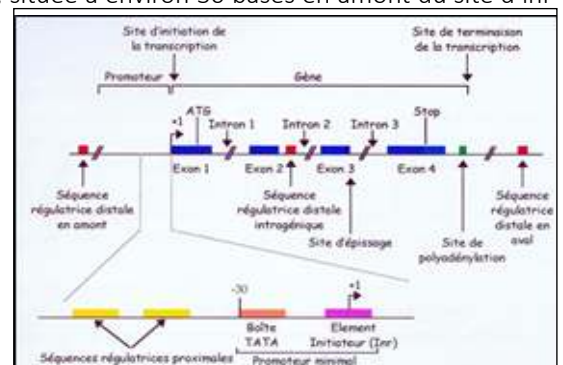 située à environ 30 bases en amont du site d'ini
Site d'initiation de
la transcription
Site de terminaison
de la transcription
Promoteur
Gène
+1
ATG
Intron 1
Intron 2
Intron 3
Stop
Exon 1
Exon 2
Exon 3
Exon 4
Séquence
régulatrice distale
en amont
Séquence
régulatrice distale
intragénique
Site d'épissage
Site de
polyadénylation
Séquence
régulatrice
distale en
aval
-30
+1
Boîte
TATA
Element
Initiateur (Inr)
Séquences régulatrices proximales
Promoteur minimal